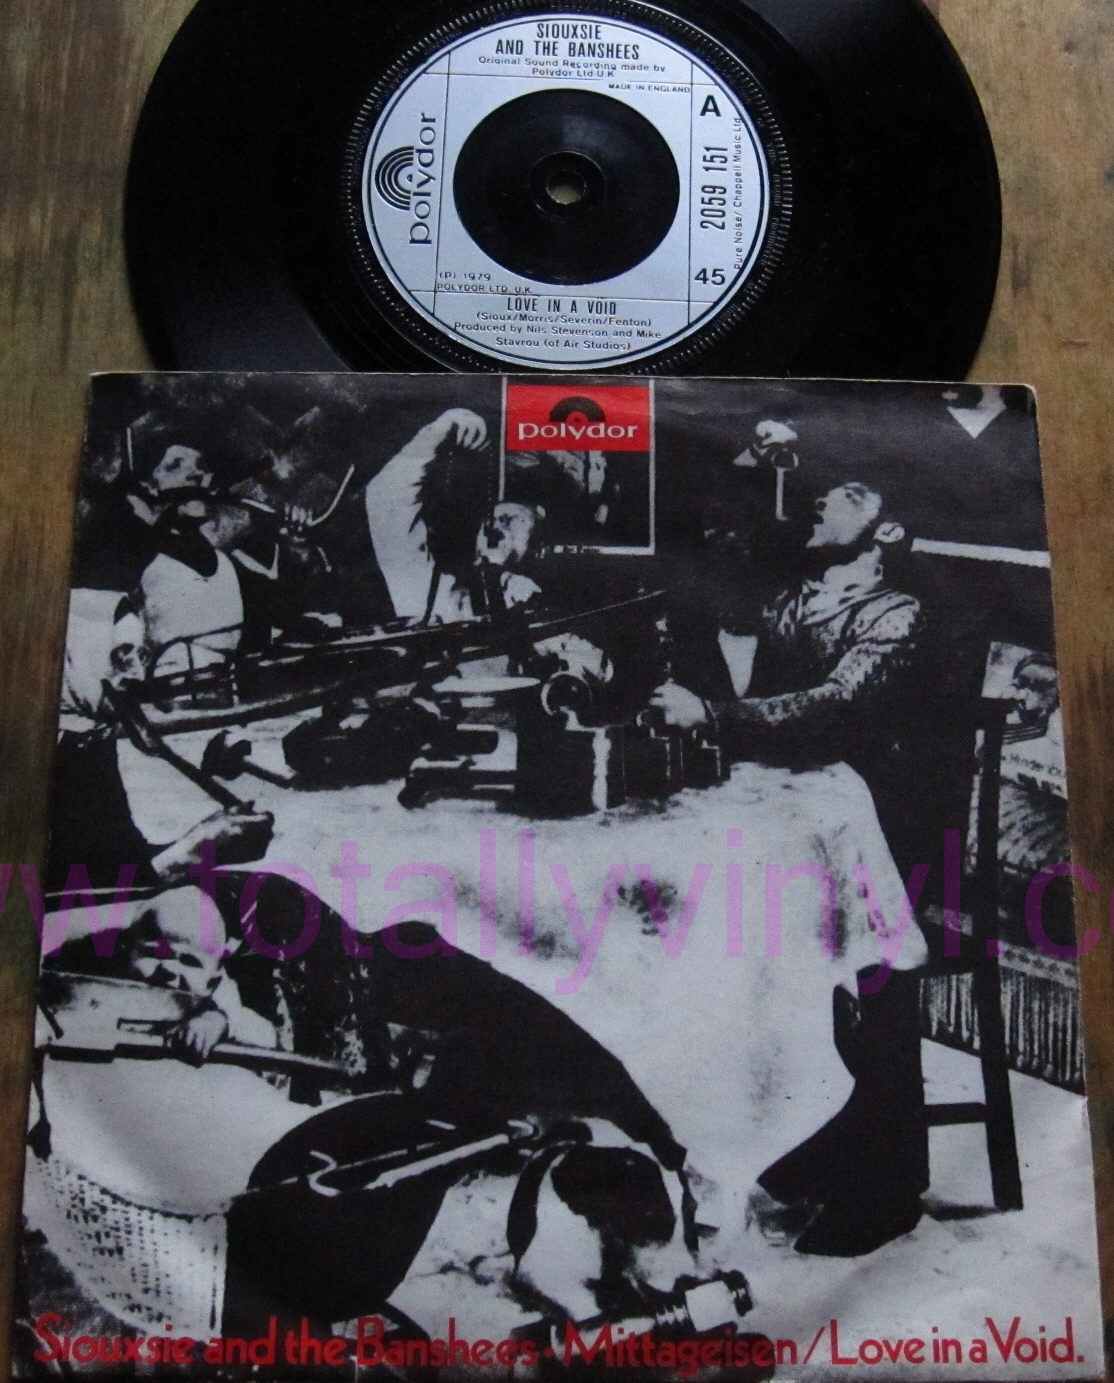 SIOUXSIE
AND THE BANSHEES
Original Sound Recording made by
Polydor Ltd U.K
MADE IN ENGLAND
A
polydor
2059 151
Pure Noise/ Chappell Music Ltd.
45
(P) 1979
POLYDOR LTD. U.K.
LOVE IN A VOID
(Sioux/Morris/Severin/Fenton)
Produced by Nils Stevenson and Mike
Stavrou (of Air Studios)
polydor
www.totallyvinyl.c
Siouxsie and the Banshees · Mittageisen/Love in a Void.